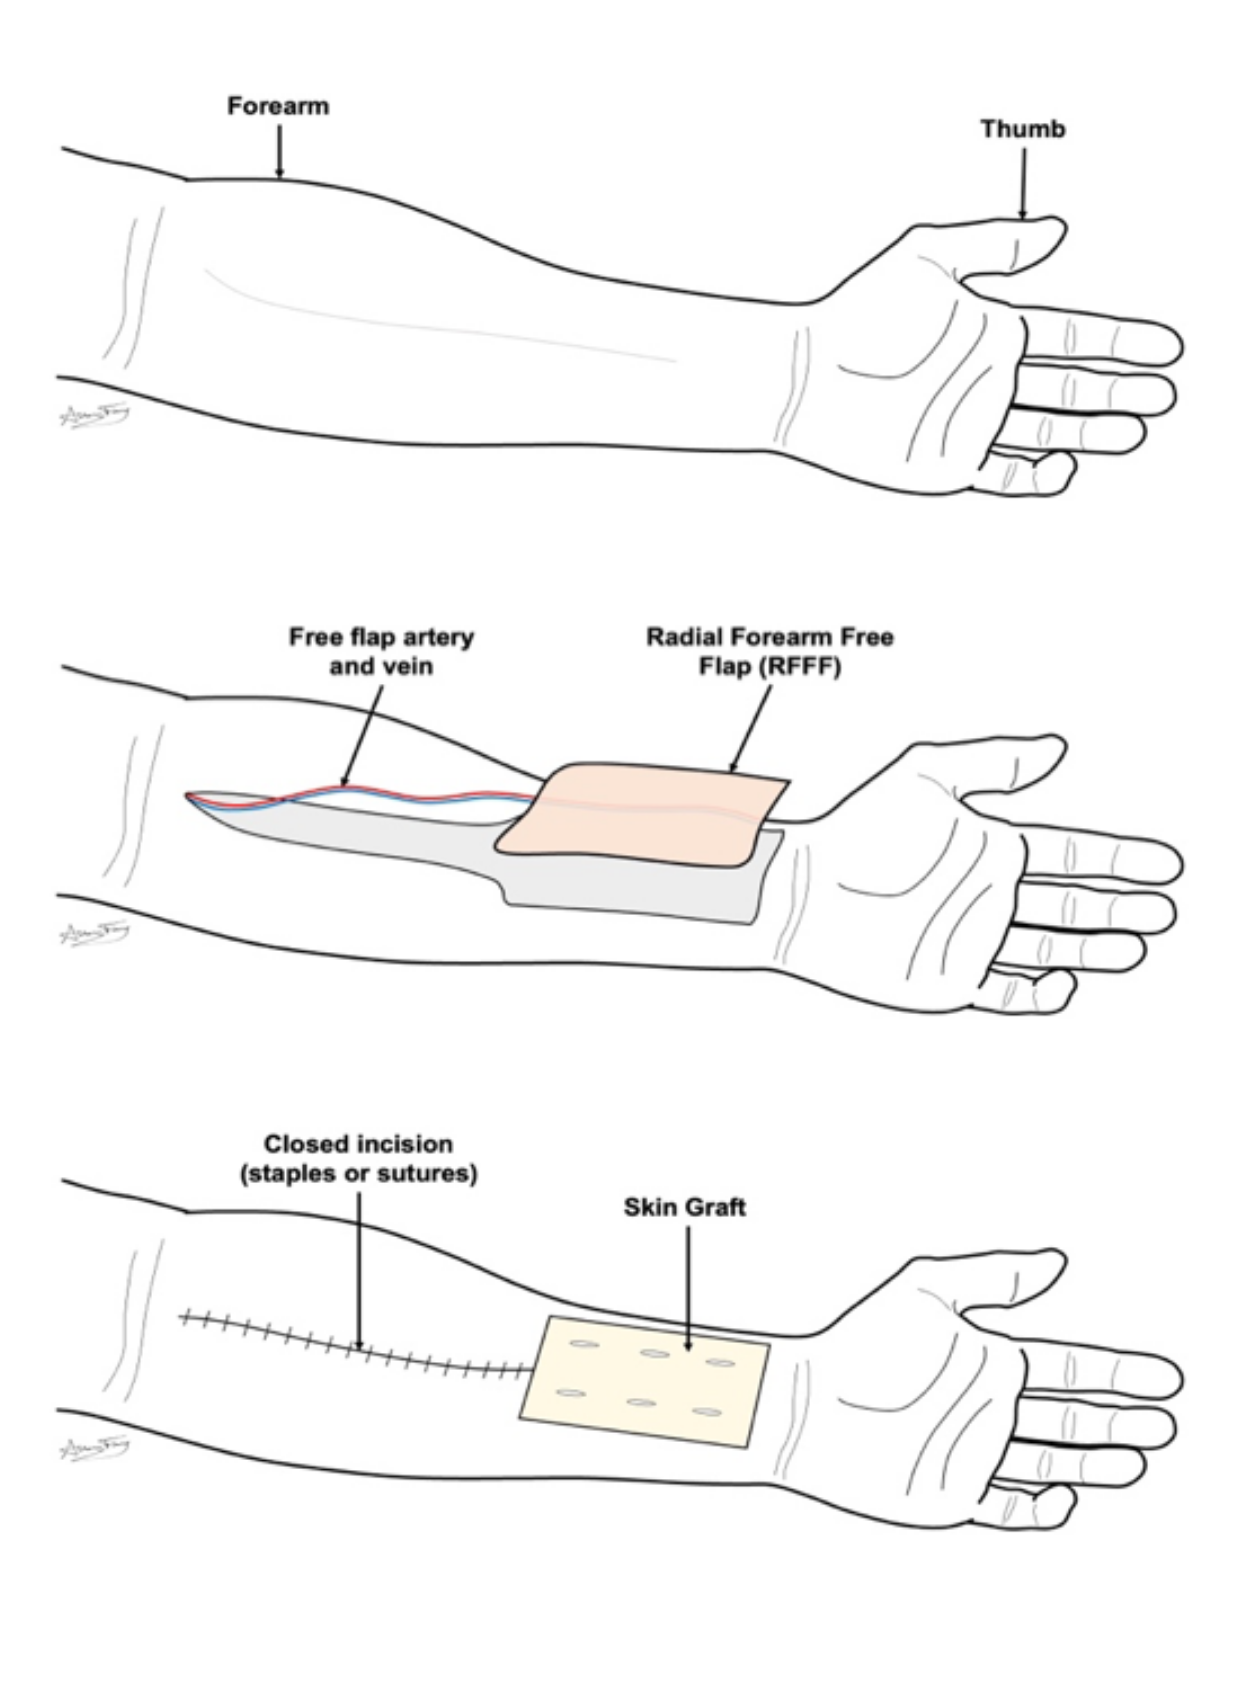 Forearm
Thumb
Free flap artery
and vein
Radial Forearm Free
Flap (RFFF)
Closed incision
(staples or sutures)
Skin Graft